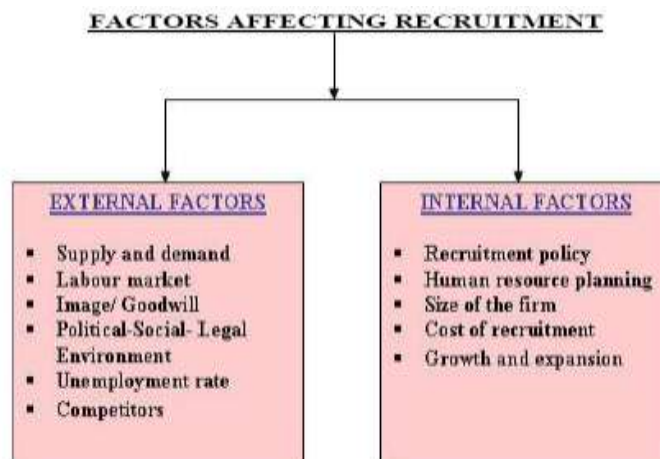 FACTORS AFFECTING RECRUITMENT
EXTERNAL FACTORS
▪ Supply and demand
▪ Labour market
▪ Image/ Goodwill
▪ Political-Social- Legal
Environment
▪ Unemployment rate
▪ Competitors
INTERNAL FACTORS
▪ Recruitment policy
▪ Human resource planning
▪ Size of the firm
▪ Cost of recruitment
▪ Growth and expansion